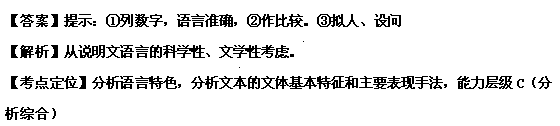 【答案】提示：①列数字，语言准确，②作比较。③拟人、设问
【解析】从说明文语言的科学性、文学性考虑。
【考点定位】分析语言特色，分析文本的文体基本特征和主要表现手法，能力层级 C（分
析综合）